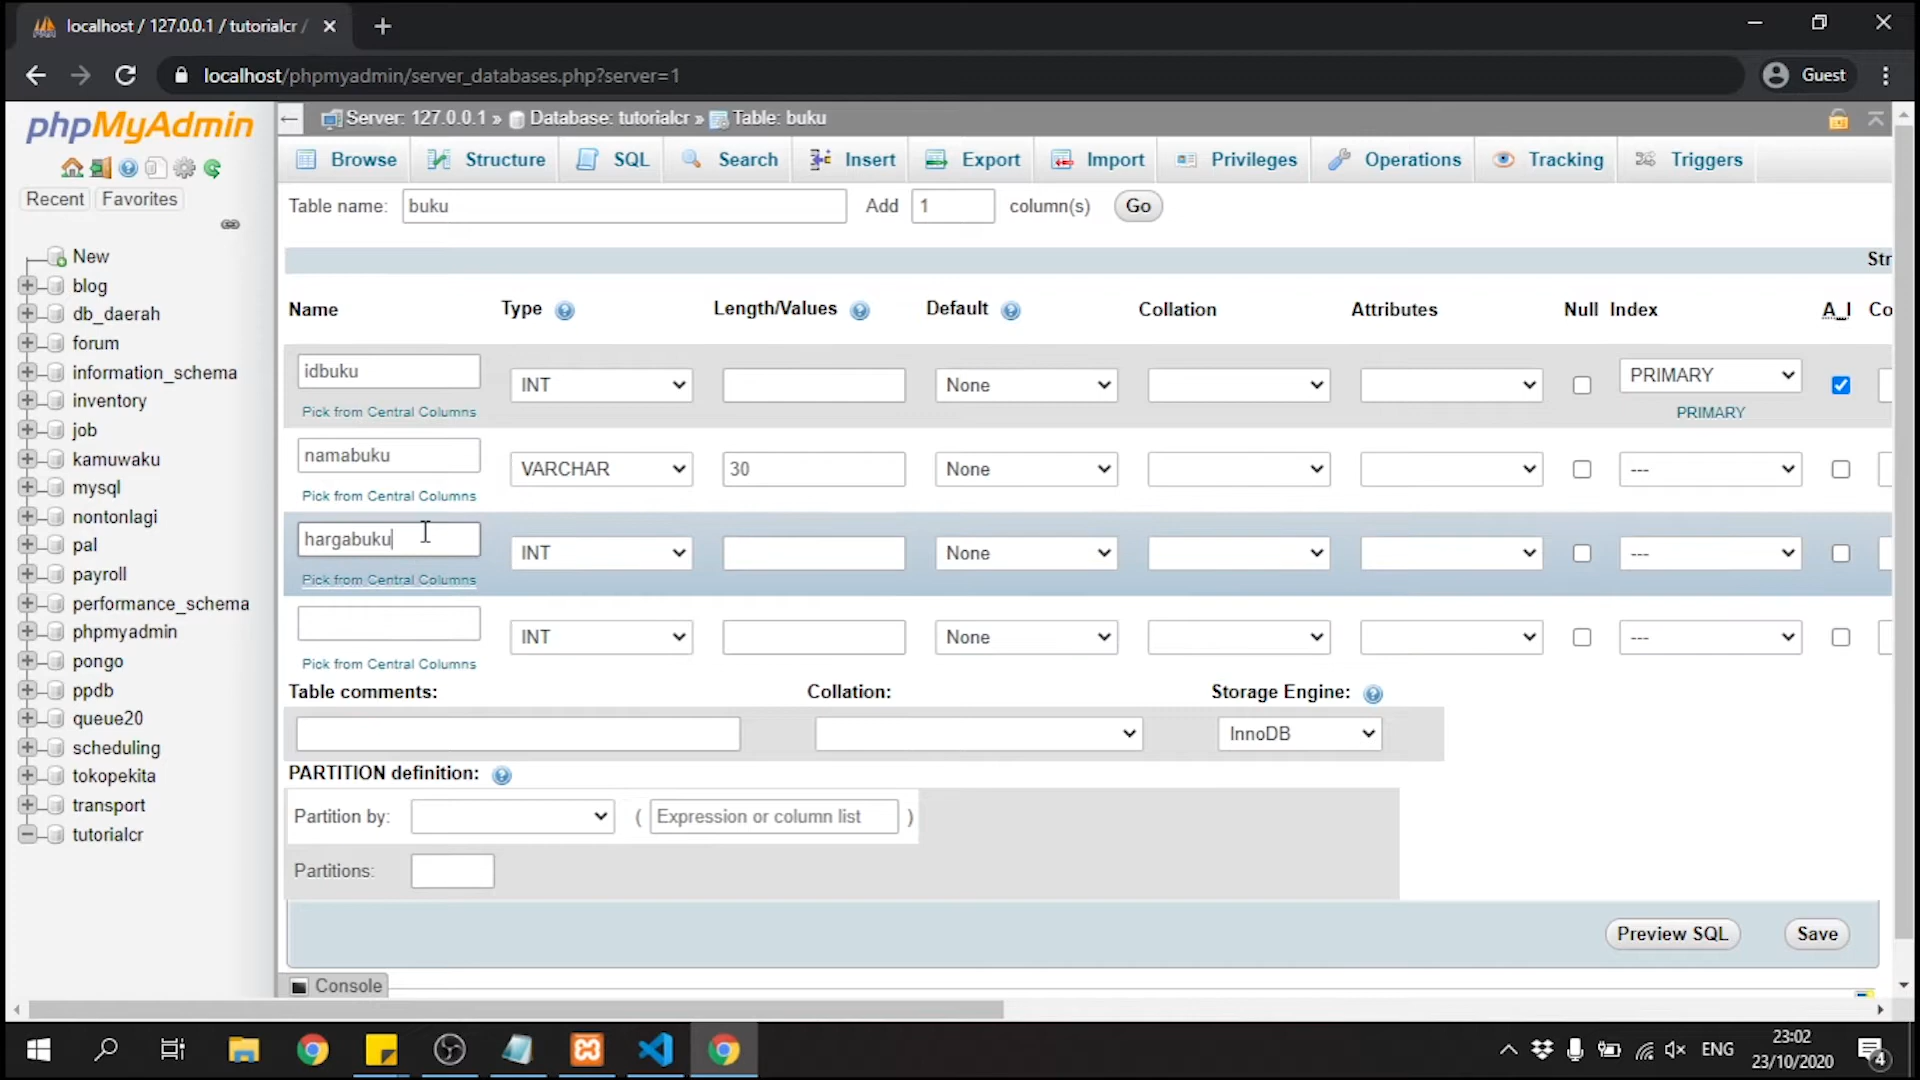 localhost / 127.0.0.1 / tutorialcr /
localhost/phpmyadmin/server_databases.php?server=1
Guest
phpMyAdmin
Recent Favorites
New
blog
db_daerah
forum
information_schema
inventory
job
kamuwaku
mysql
nontonlagi
pal
payroll
performance_schema
phpmyadmin
pongo
ppdb
queue20
scheduling
tokopekita
transport
tutorialcr
Server: 127.0.0.1 » Database: tutorialcr » Table: buku
Browse Structure SQL Search Insert Export Import Privileges Operations Tracking Triggers
Table name: buku Add 1 column(s) Go
Str
Name Type Length/Values Default Collation Attributes Null Index A_I Co
idbuku INT None PRIMARY
Pick from Central Columns PRIMARY
namabuku VARCHAR 30 None ---
Pick from Central Columns
hargabuku INT None ---
Pick from Central Columns
INT None ---
Pick from Central Columns
Table comments: Collation: Storage Engine:
InnoDB
PARTITION definition:
Partition by: ( Expression or column list )
Partitions:
Preview SQL Save
Console
ENG
23:02
23/10/2020
4